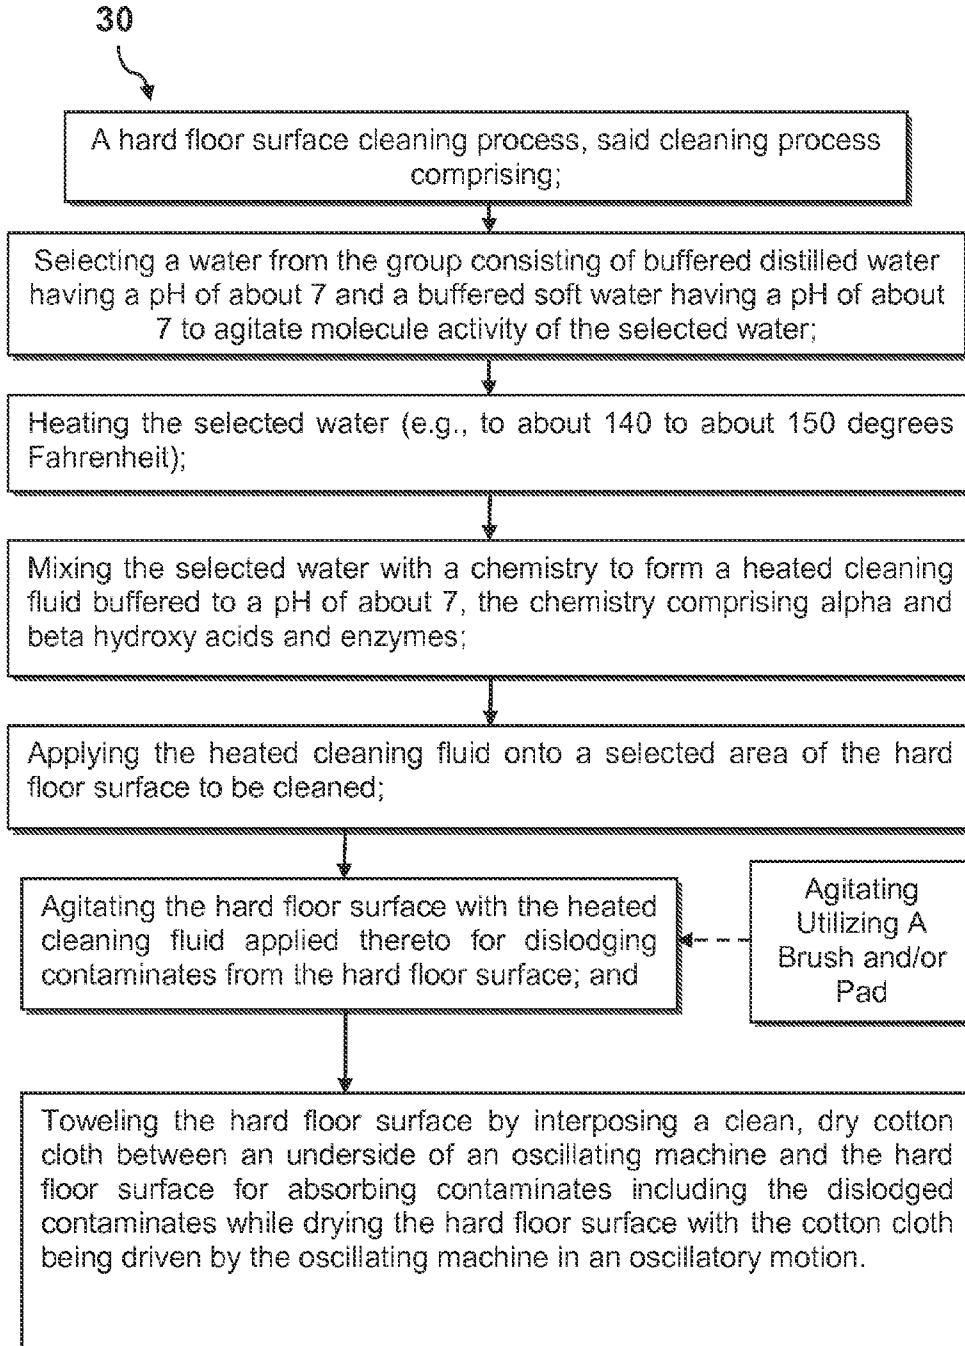 30
A hard floor surface cleaning process, said cleaning process
comprising;
Selecting a water from the group consisting of buffered distilled water
having a pH of about 7 and a buffered soft water having a pH of about
7 to agitate molecule activity of the selected water;
Heating the selected water (e.g., to about 140 to about 150 degrees
Fahrenheit);
Mixing the selected water with a chemistry to form a heated cleaning
fluid buffered to a pH of about 7, the chemistry comprising alpha and
beta hydroxy acids and enzymes;
Applying the heated cleaning fluid onto a selected area of the hard
floor surface to be cleaned;
Agitating the hard floor surface with the heated
cleaning fluid applied thereto for dislodging
contaminates from the hard floor surface; and
Agitating
Utilizing A
Brush and/or
Pad
Toweling the hard floor surface by interposing a clean, dry cotton
cloth between an underside of an oscillating machine and the hard
floor surface for absorbing contaminates including the dislodged
contaminates while drying the hard floor surface with the cotton cloth
being driven by the oscillating machine in an oscillatory motion.